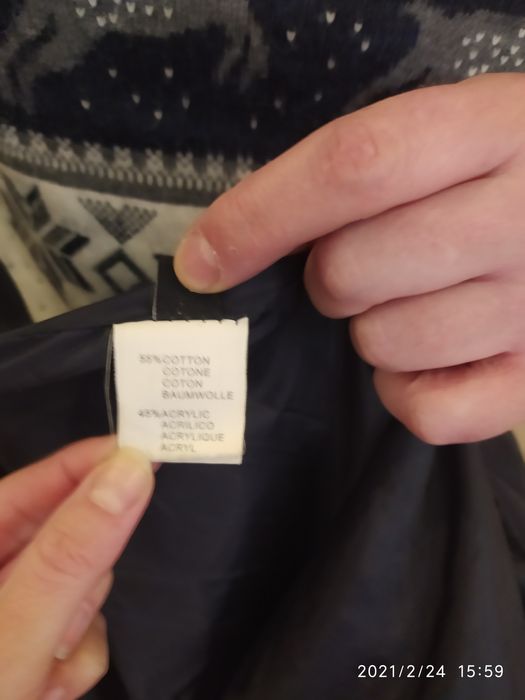 55%COTTON
COTONE
COTON
BAUMWOLLE
45%ACRYLIC
ACRILICO
ACRYLIQUE
ACRYL
2021/2/24 15:59